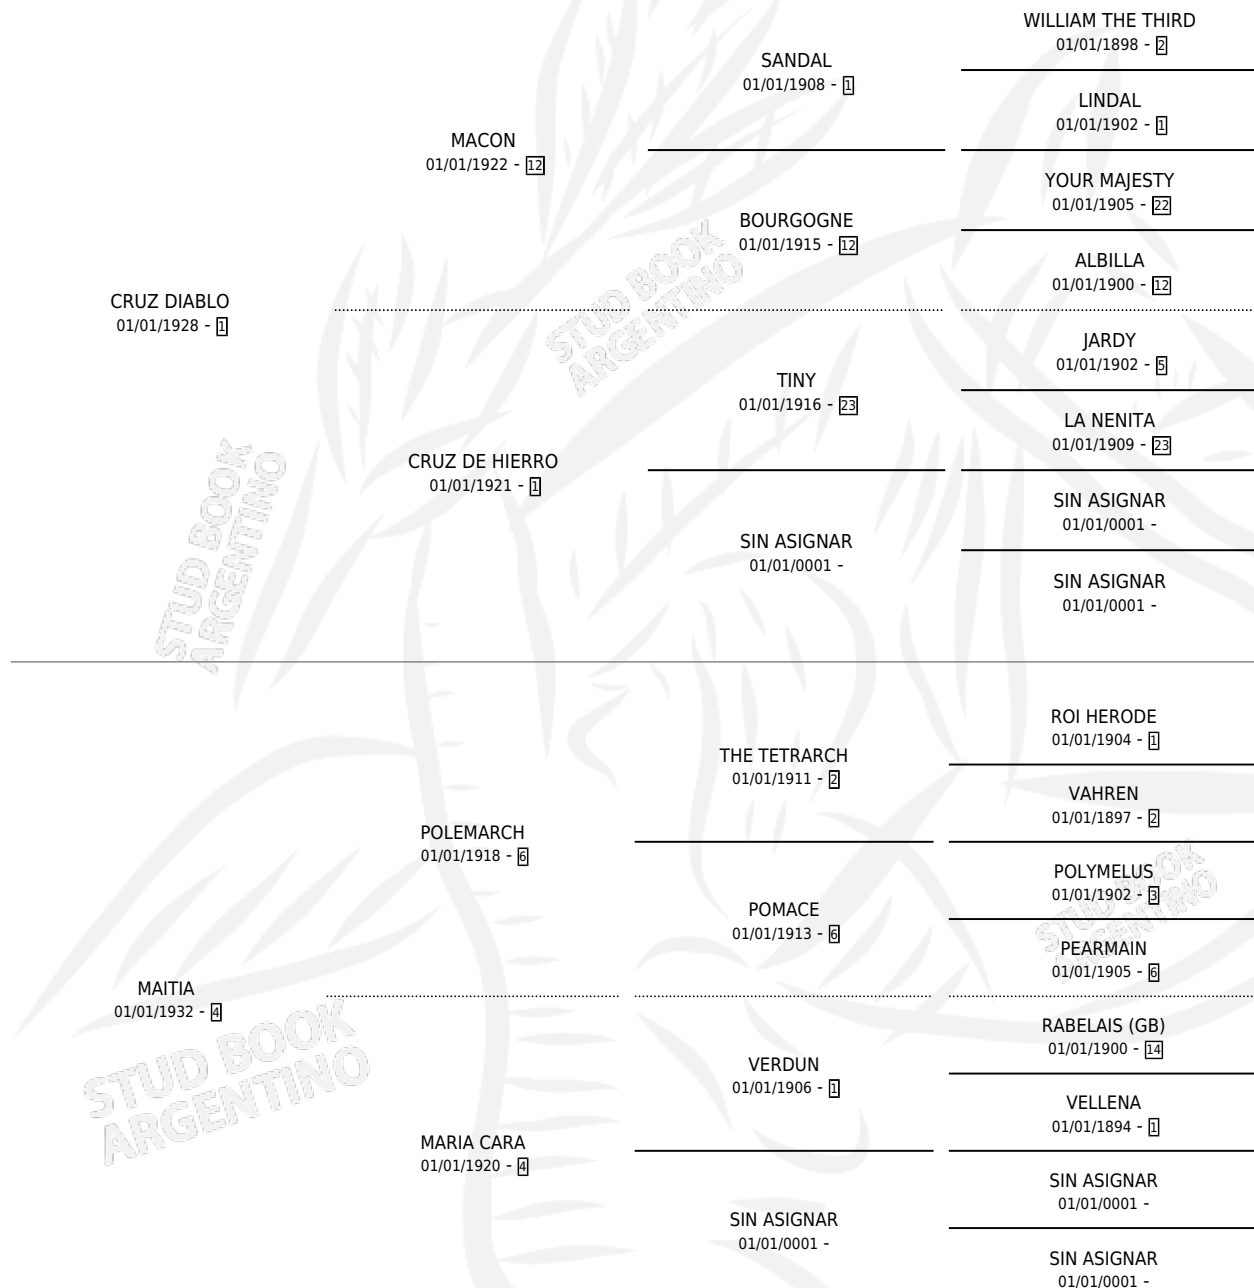 WILLIAM THE THIRD
01/01/1898 - 2
SANDAL
01/01/1908 - 1
LINDAL
01/01/1902 - 1
MACON
01/01/1922 - 12
YOUR MAJESTY
01/01/1905 - 22
BOURGOGNE
01/01/1915 - 12
ALBILLA
01/01/1900 - 12
STUD BOOK
ARGENTINO
CRUZ DIABLO
01/01/1928 - 1
JARDY
01/01/1902 - 5
TINY
01/01/1916 - 23
LA NENITA
01/01/1909 - 23
CRUZ DE HIERRO
01/01/1921 - 1
SIN ASIGNAR
01/01/0001 -
SIN ASIGNAR
01/01/0001 -
SIN ASIGNAR
01/01/0001 -
STUD BOOK
ARGENTINO
ROI HERODE
01/01/1904 - 1
THE TETRARCH
01/01/1911 - 2
VAHREN
01/01/1897 - 2
POLEMARCH
01/01/1918 - 6
POLYMELUS
01/01/1902 - 3
POMACE
01/01/1913 - 6
STUD BOOK
ARGENTINO
PEARMAIN
01/01/1905 - 6
MAITIA
01/01/1932 - 4
RABELAIS (GB)
01/01/1900 - 14
STUD BOOK
ARGENTINO
VERDUN
01/01/1906 - 1
VELLENA
01/01/1894 - 1
MARIA CARA
01/01/1920 - 4
SIN ASIGNAR
01/01/0001 -
SIN ASIGNAR
01/01/0001 -
SIN ASIGNAR
01/01/0001 -